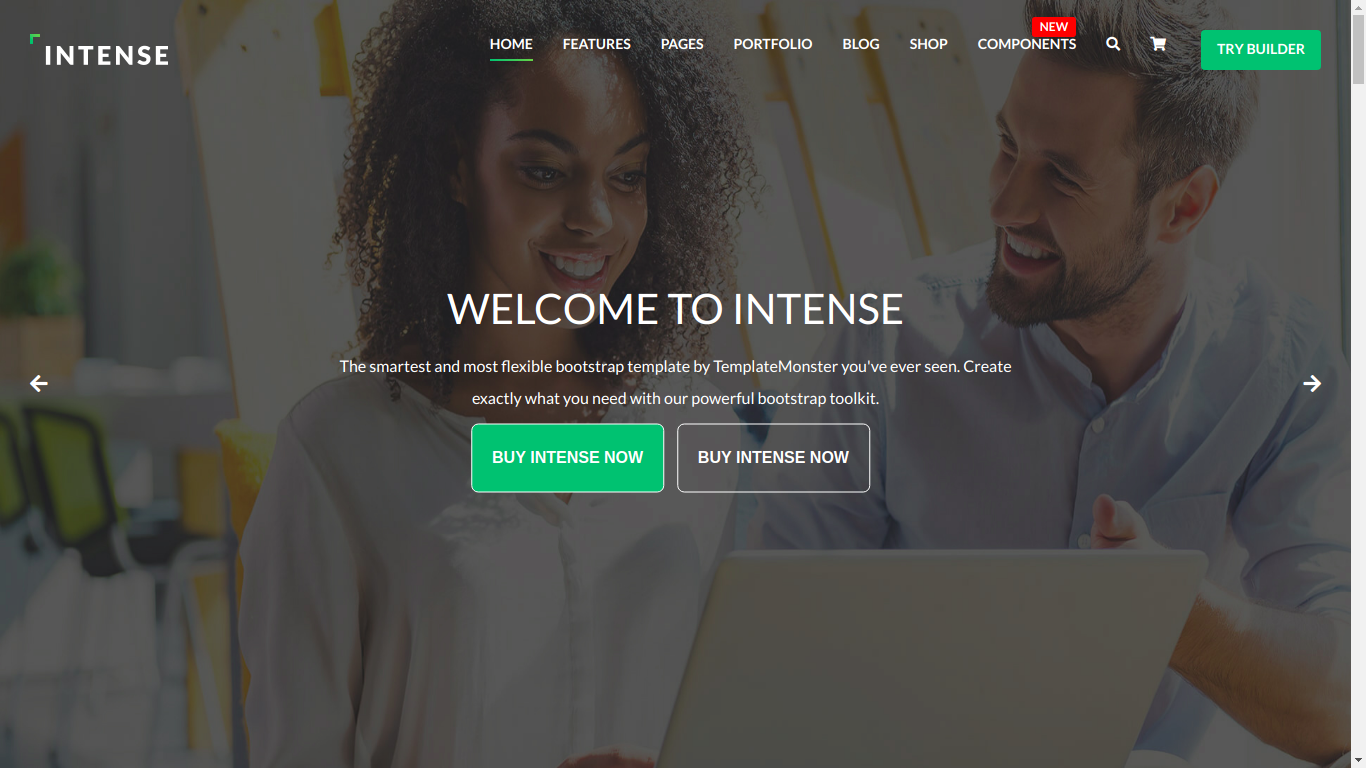 INTENSE
HOME FEATURES PAGES PORTFOLIO BLOG SHOP COMPONENTS NEW TRY BUILDER
WELCOME TO INTENSE
The smartest and most flexible bootstrap template by TemplateMonster you've ever seen. Create
exactly what you need with our powerful bootstrap toolkit.
BUY INTENSE NOW BUY INTENSE NOW